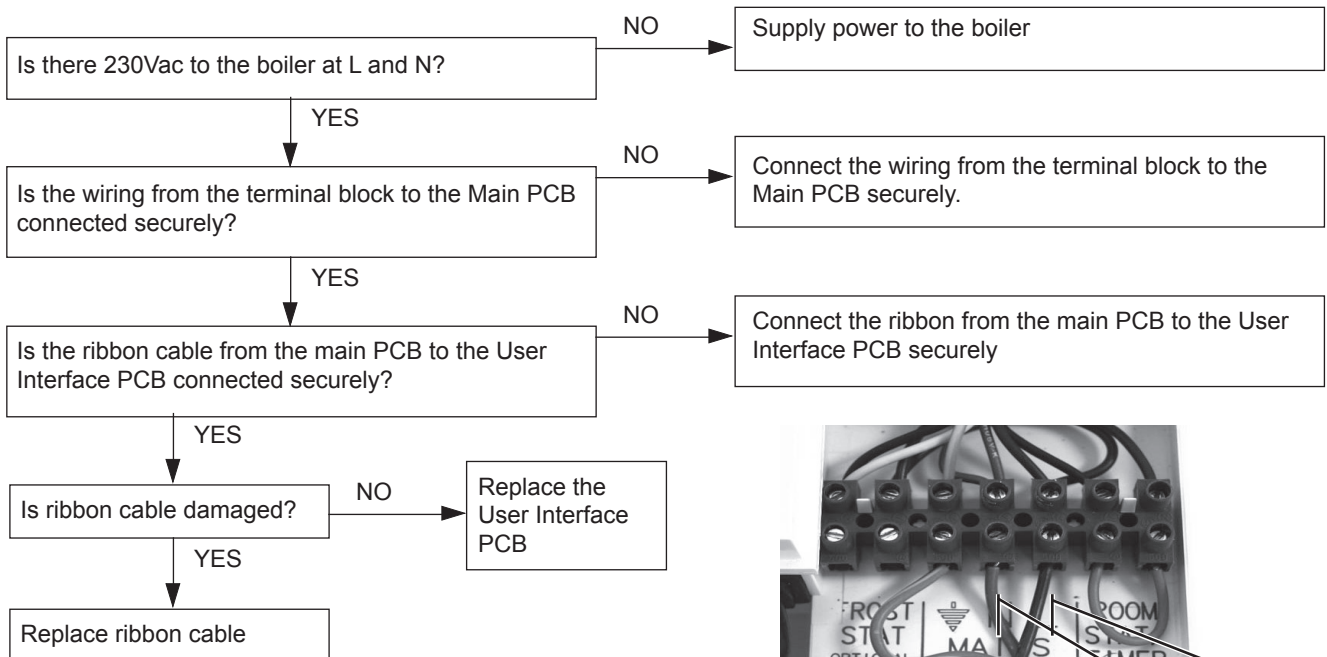 NO
Supply power to the boiler
Is there 230Vac to the boiler at L and N?
YES
NO
Is the wiring from the terminal block to the Main PCB
connected securely?
Connect the wiring from the terminal block to the
Main PCB securely.
YES
NO
Is the ribbon cable from the main PCB to the User
Interface PCB connected securely?
Connect the ribbon from the main PCB to the User
Interface PCB securely
YES
Is ribbon cable damaged?
NO
Replace the
User Interface
PCB
YES
Replace ribbon cable
STAT
ROOM